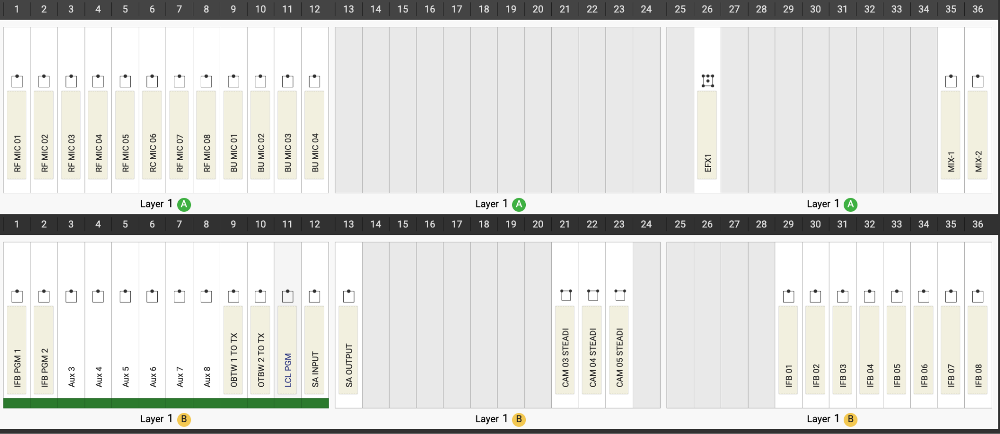 1 2 3 4 5 6 7 8 9 10 11 12 13 14 15 16 17 18 19 20 21 22 23 24 25 26 27 28 29 30 31 32 33 34 35 36
RF MIC 01
RF MIC 02
RF MIC 03
RF MIC 04
RF MIC 05
RC MIC 06
RF MIC 07
RF MIC 08
BU MIC 01
BU MIC 02
BU MIC 03
BU MIC 04
EFX1
MIX-1
MIX-2
Layer 1 A
Layer 1 A
Layer 1 A
1 2 3 4 5 6 7 8 9 10 11 12 13 14 15 16 17 18 19 20 21 22 23 24 25 26 27 28 29 30 31 32 33 34 35 36
IFB PGM 1
IFB PGM 2
Aux 3
Aux 4
Aux 5
Aux 6
Aux 7
Aux 8
OBTW 1 TO TX
OTBW 2 TO TX
LCL PGM
SA INPUT
SA OUTPUT
CAM 03 STEADI
CAM 04 STEADI
CAM 05 STEADI
IFB 01
IFB 02
IFB 03
IFB 04
IFB 05
IFB 06
IFB 07
IFB 08
Layer 1 B
Layer 1 B
Layer 1 B